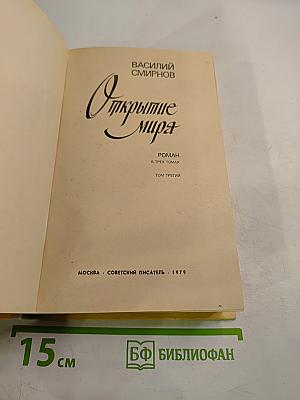 ВАСИЛИЙ
СМИРНОВ
Открытие
мира
РОМАН
В ТРЕХ ТОМАХ
ТОМ ТРЕТИЙ
МОСКВА · СОВЕТСКИЙ ПИСАТЕЛЬ · 1979
15 см
БФ БИБЛИОФАН